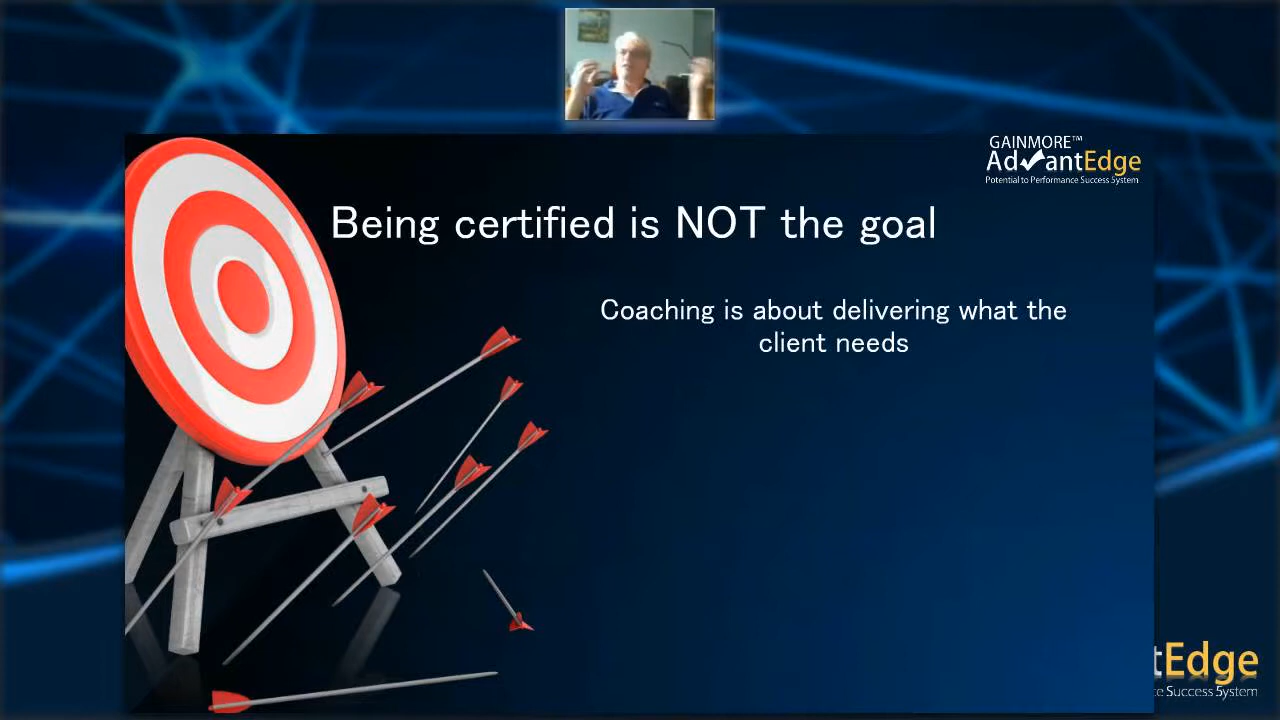 GAINMORE™
AdvantEdge
Potential to Performance Success System
Being certified is NOT the goal
Coaching is about delivering what the
client needs
tEdge
ce Success System